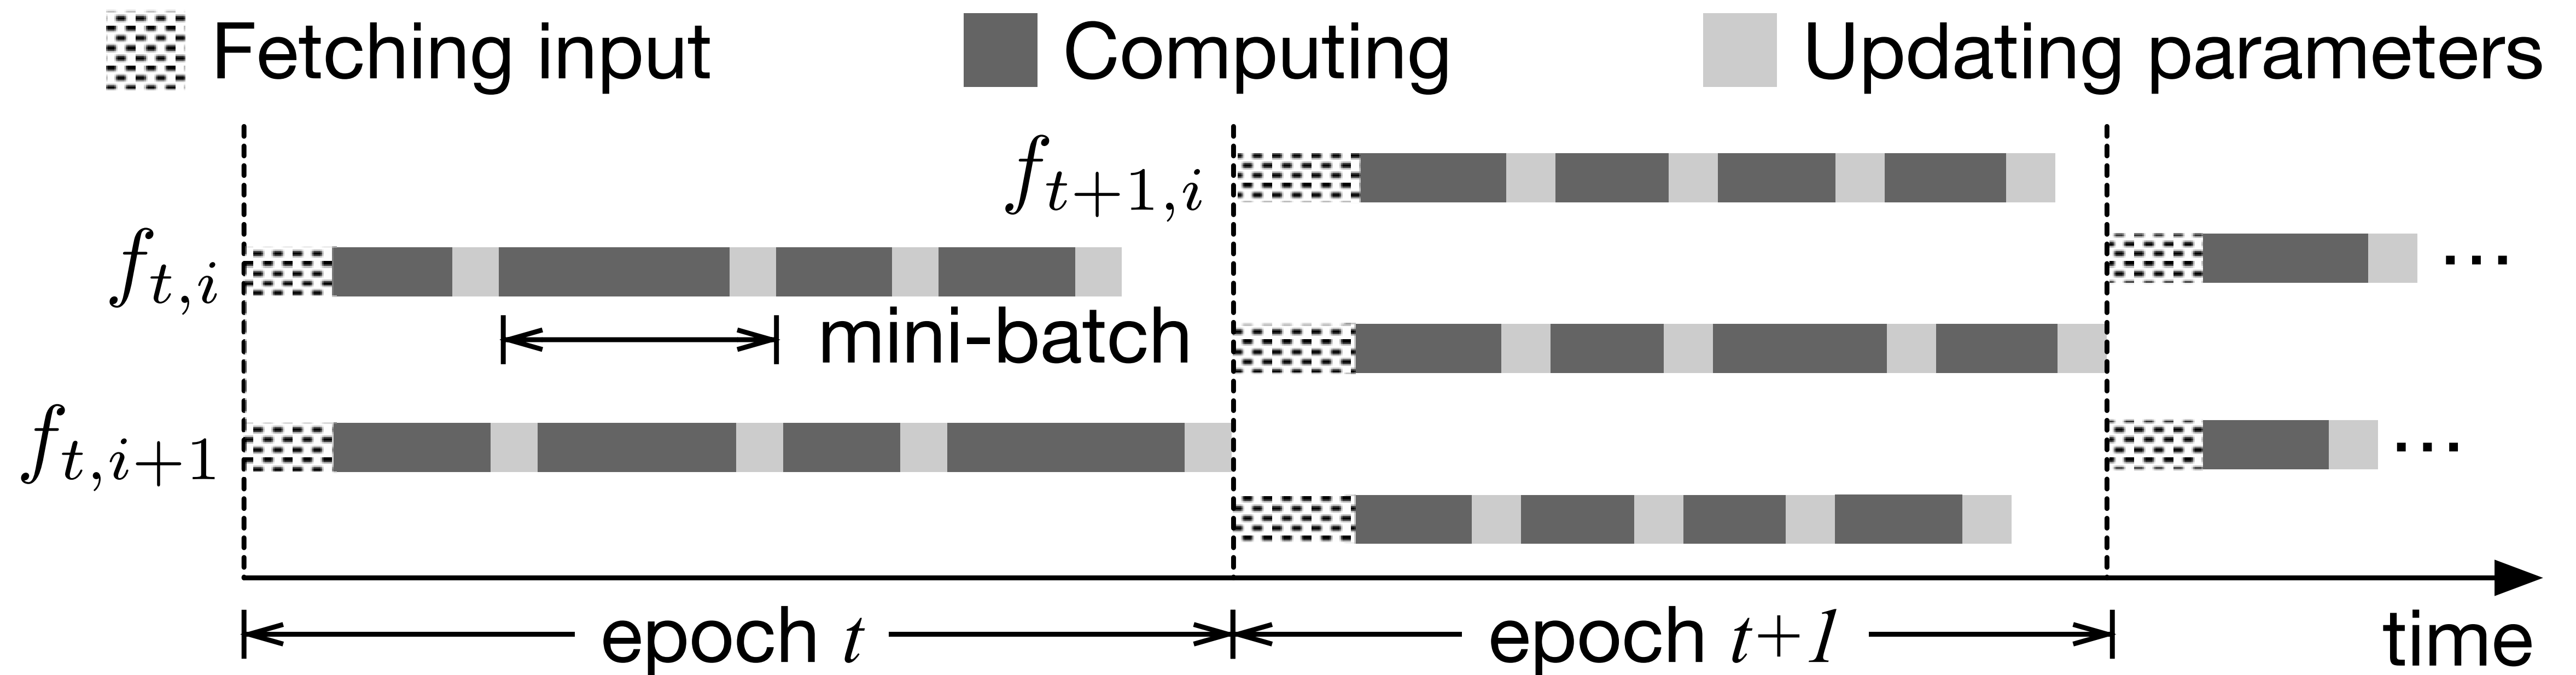 Fetching input Computing Updating parameters
f_{t+1,i}
f_{t,i} ...
mini-batch
f_{t,i+1} ...
epoch t epoch t+1 time